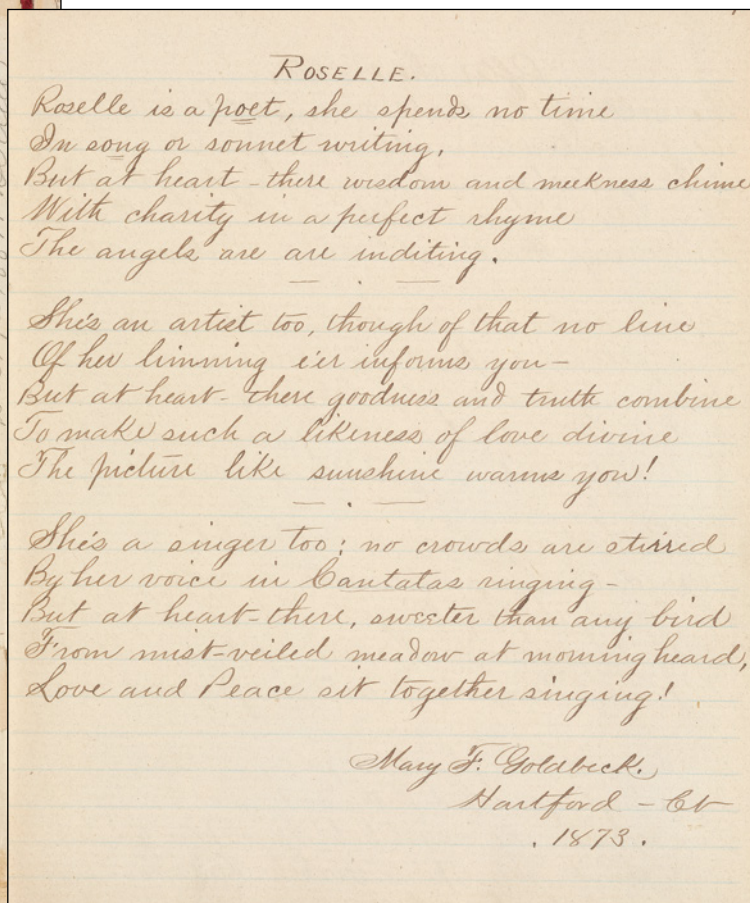 ROSELLE.
Roselle is a poet, she spends no time
In song or sonnet writing,
But at heart - there wisdom and meekness chime
With charity in a perfect rhyme
The angels are are inditing.
She's an artist too, though of that no line
Of her limning e'er informs you -
But at heart - there goodness and truth combine
To make such a likeness of love divine
The picture like sunshine warms you!
She's a singer too; no crowds are stirred
By her voice in Cantatas ringing -
But at heart - there, sweeter than any bird
From mist-veiled meadow at morning heard,
Love and Peace sit together singing!
Mary F. Goldbeck.
Hartford - Ct
. 1873 .